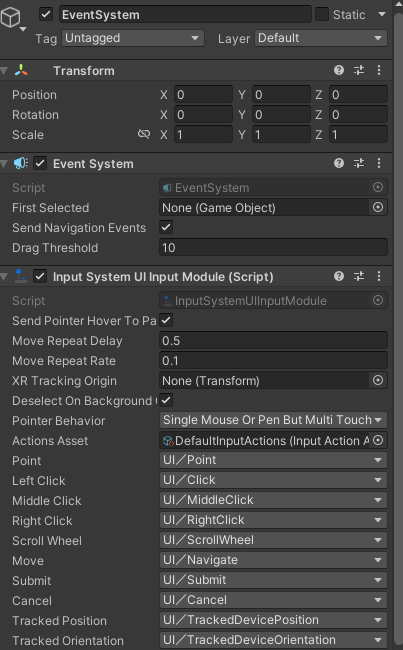 EventSystem Static
Tag Untagged Layer Default
Transform
Position X 0 Y 0 Z 0
Rotation X 0 Y 0 Z 0
Scale X 1 Y 1 Z 1
Event System
Script EventSystem
First Selected None (Game Object)
Send Navigation Events
Drag Threshold 10
Input System UI Input Module (Script)
Script InputSystemUIInputModule
Send Pointer Hover To Pa
Move Repeat Delay 0.5
Move Repeat Rate 0.1
XR Tracking Origin None (Transform)
Deselect On Background
Pointer Behavior Single Mouse Or Pen But Multi Touch
Actions Asset DefaultInputActions (Input Action A
Point UI／Point
Left Click UI／Click
Middle Click UI／MiddleClick
Right Click UI／RightClick
Scroll Wheel UI／ScrollWheel
Move UI／Navigate
Submit UI／Submit
Cancel UI／Cancel
Tracked Position UI／TrackedDevicePosition
Tracked Orientation UI／TrackedDeviceOrientation